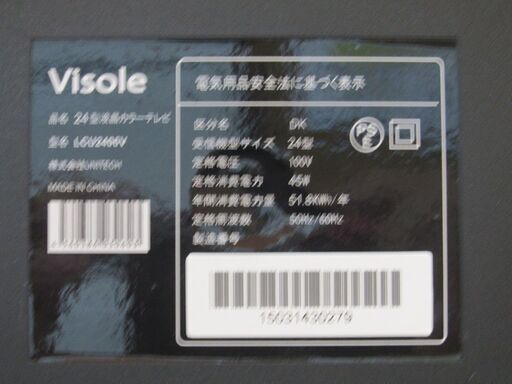 Visole
品名 24型液晶カラーテレビ
型名 LCU2406V
株式会社UNITECH
MADE IN CHINA
電気用品安全法に基づく表示
区分名 DK
受信機型サイズ 24型
定格電圧 100V
定格消費電力 45W
年間消費電力量 51.8KWh/年
定格周波数 50Hz/60Hz
製造番号
PS
E
15031430279